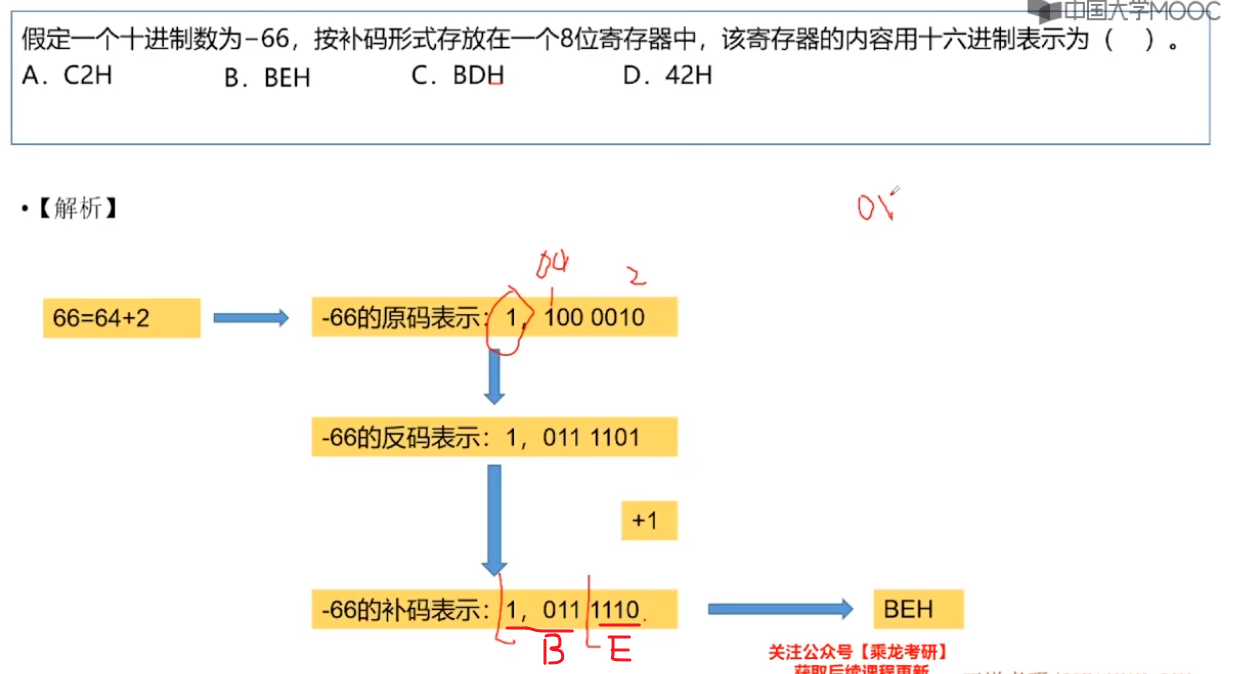 中国大学MOOC
假定一个十进制数为-66，按补码形式存放在一个8位寄存器中，该寄存器的内容用十六进制表示为（　）。
A．C2H　B．BEH　C．BDH　D．42H
•【解析】
64　2
66=64+2　-66的原码表示：1，100 0010
-66的反码表示：1，011 1101
+1
-66的补码表示：1，011 1110　BEH
B　E
关注公众号【乘龙考研】
获取后续课程更新